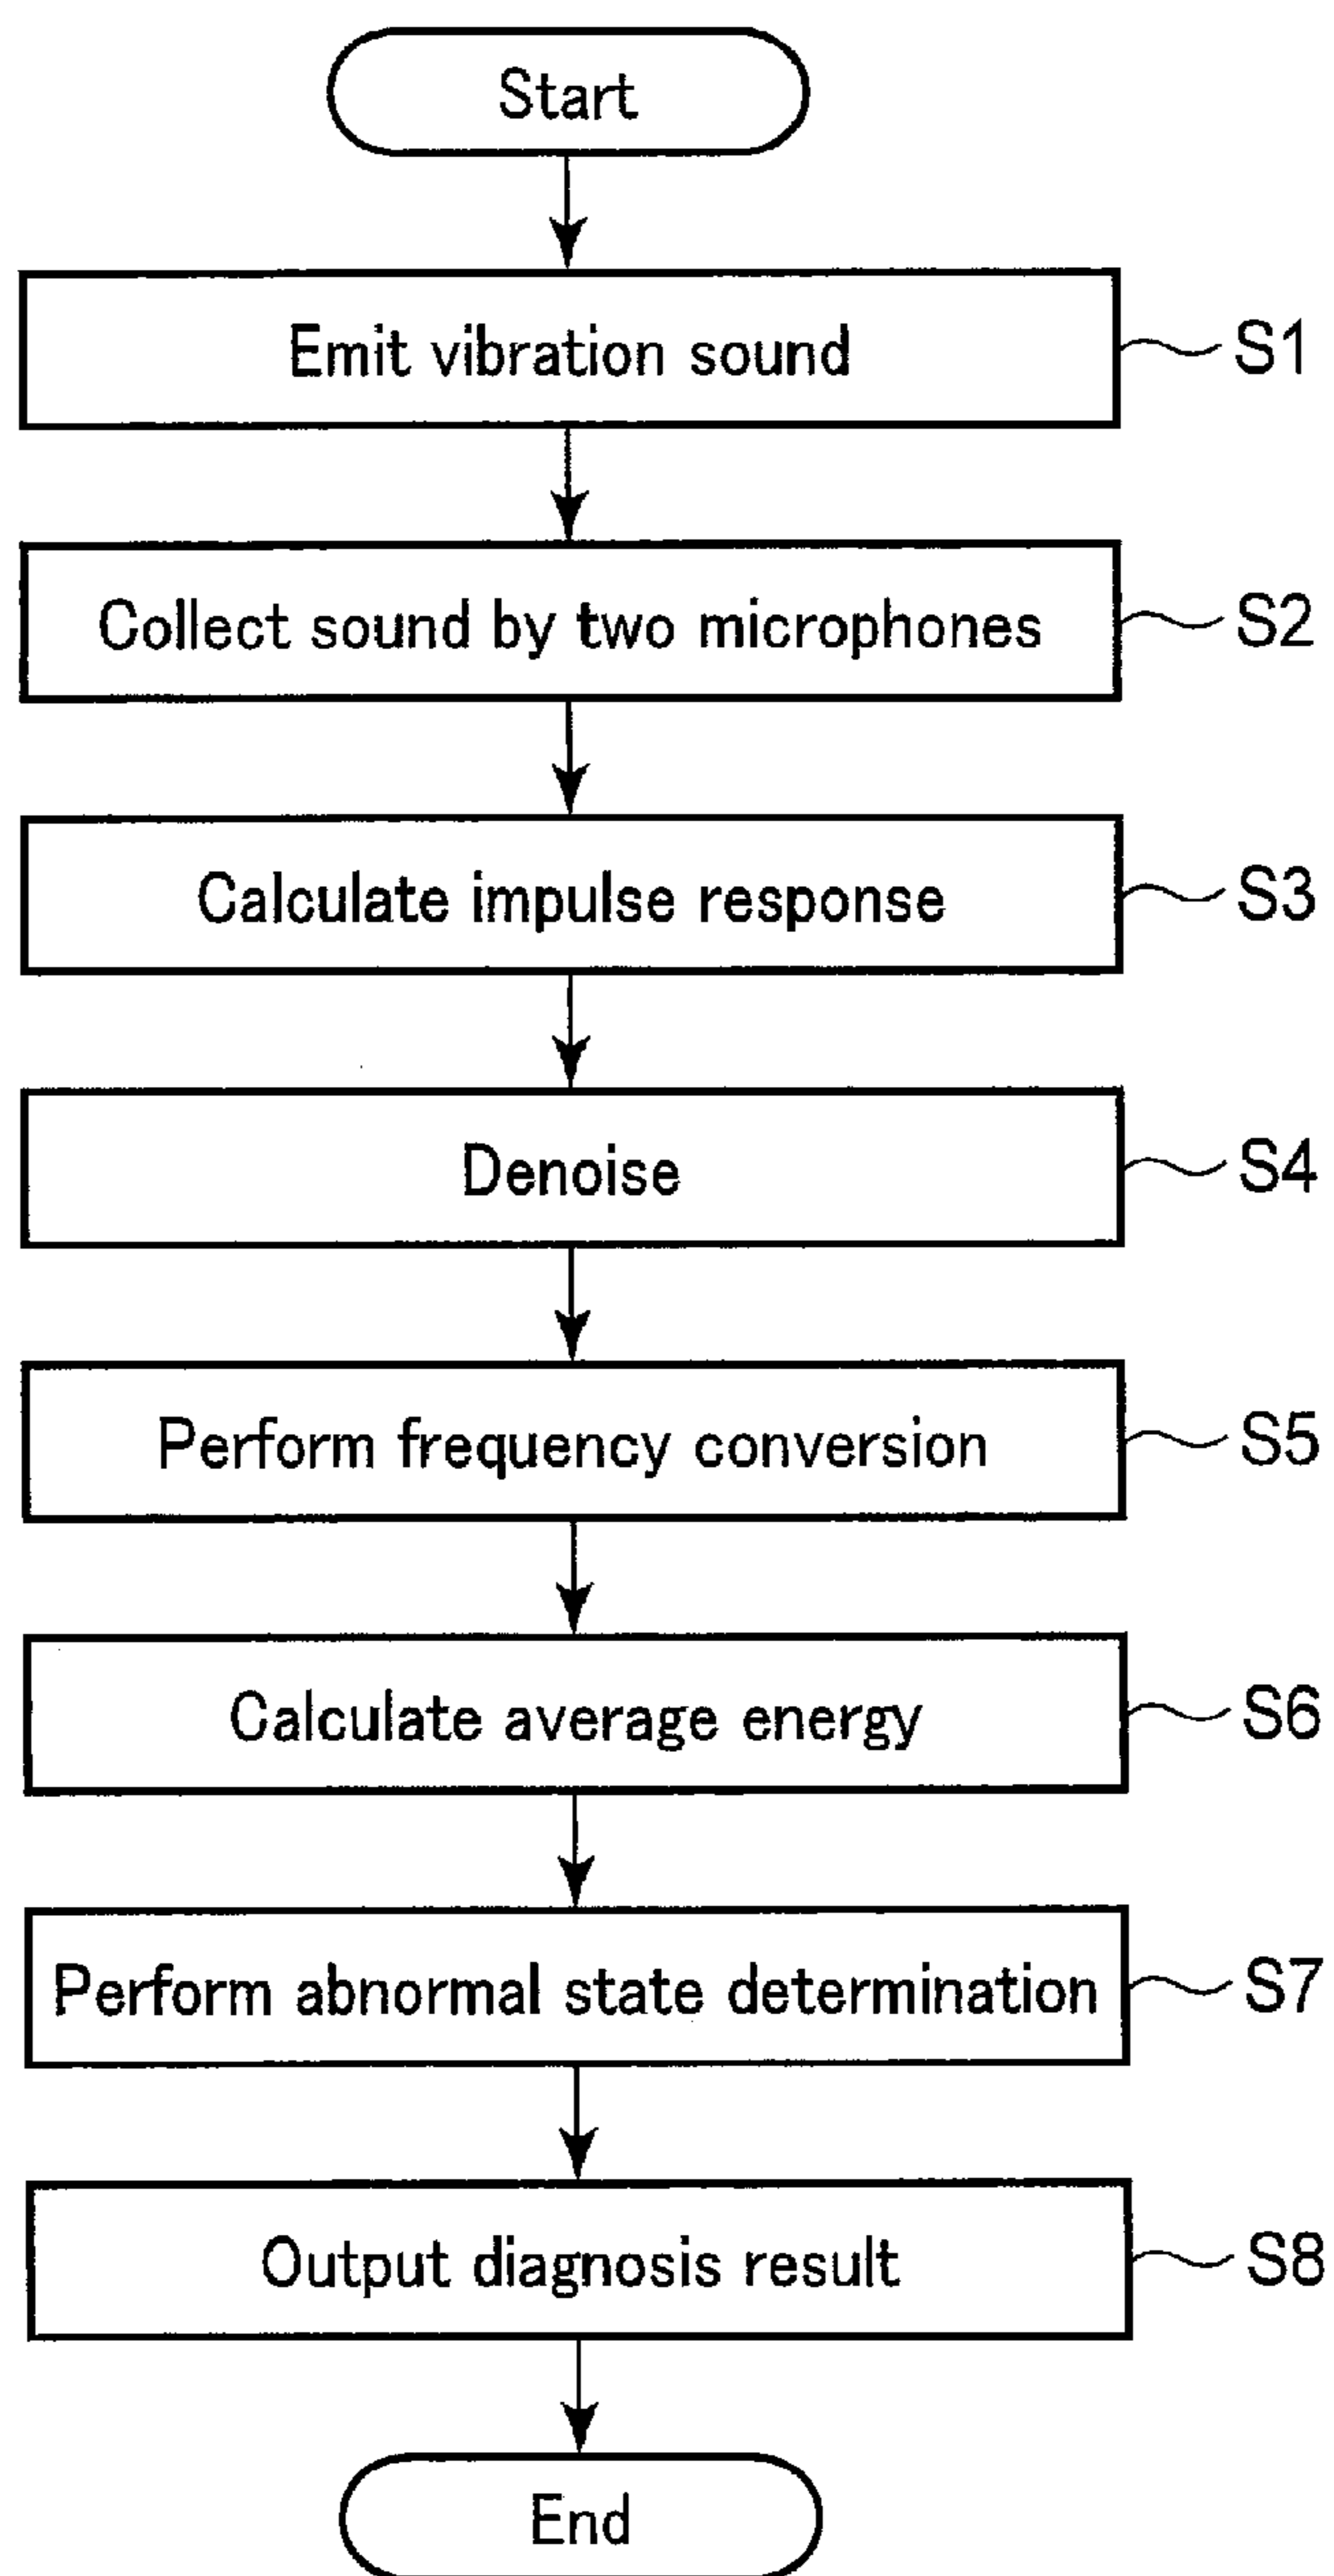 Start
Emit vibration sound
S1
Collect sound by two microphones
S2
Calculate impulse response
S3
Denoise
S4
Perform frequency conversion
S5
Calculate average energy
S6
Perform abnormal state determination
S7
Output diagnosis result
S8
End